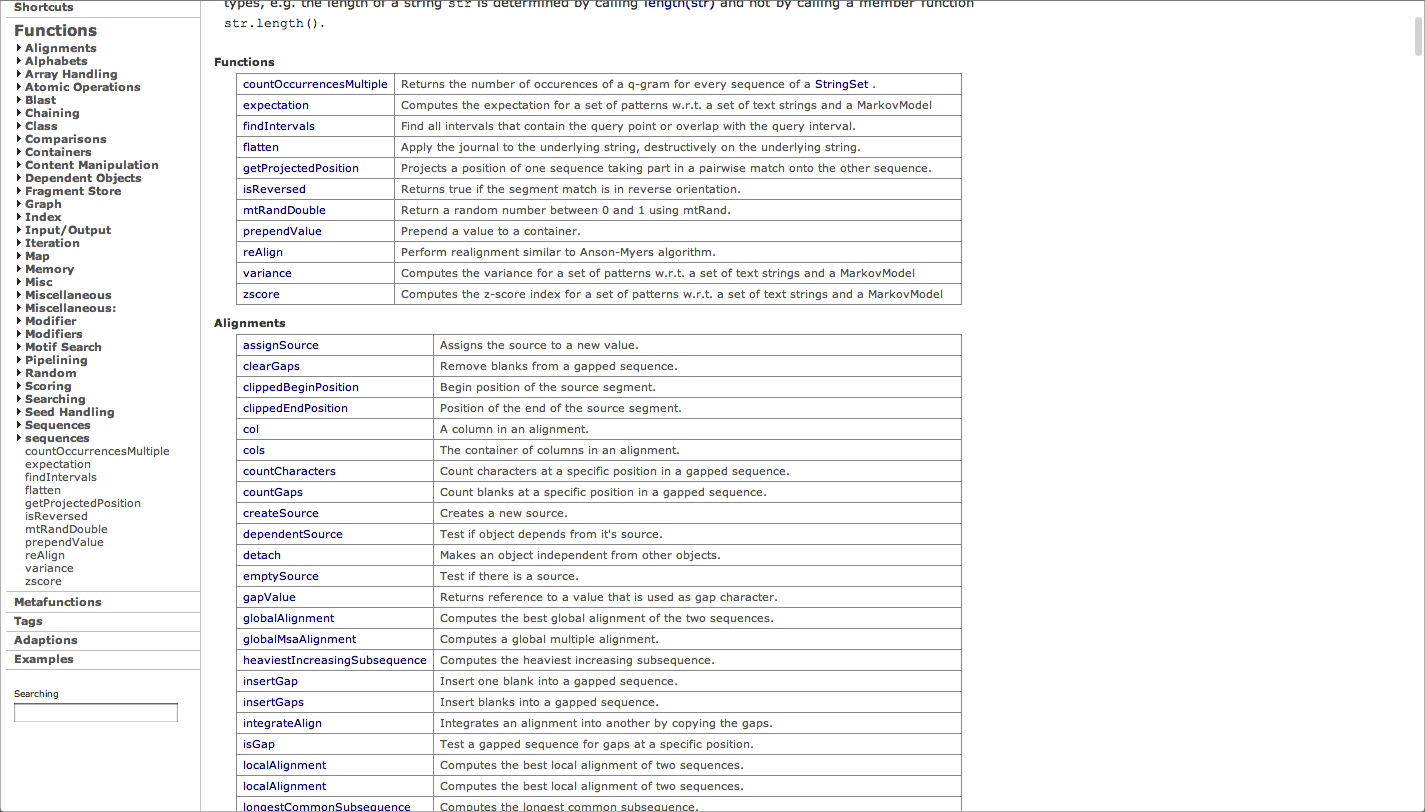 Shortcuts
Functions
Alignments
Alphabets
Array Handling
Atomic Operations
Blast
Chaining
Class
Comparisons
Containers
Content Manipulation
Dependent Objects
Fragment Store
Graph
Index
Input/Output
Iteration
Map
Memory
Misc
Miscellaneous
Miscellaneous:
Modifier
Modifiers
Motif Search
Pipelining
Random
Scoring
Searching
Seed Handling
Sequences
sequences
countOccurrencesMultiple
expectation
findIntervals
flatten
getProjectedPosition
isReversed
mtRandDouble
prependValue
reAlign
variance
zscore
Metafunctions
Tags
Adaptions
Examples
Searching
types, e.g. the length of a string str is determined by calling length(str) and not by calling a member function
str.length().
Functions
countOccurrencesMultiple Returns the number of occurences of a q-gram for every sequence of a StringSet .
expectation Computes the expectation for a set of patterns w.r.t. a set of text strings and a MarkovModel
findIntervals Find all intervals that contain the query point or overlap with the query interval.
flatten Apply the journal to the underlying string, destructively on the underlying string.
getProjectedPosition Projects a position of one sequence taking part in a pairwise match onto the other sequence.
isReversed Returns true if the segment match is in reverse orientation.
mtRandDouble Return a random number between 0 and 1 using mtRand.
prependValue Prepend a value to a container.
reAlign Perform realignment similar to Anson-Myers algorithm.
variance Computes the variance for a set of patterns w.r.t. a set of text strings and a MarkovModel
zscore Computes the z-score index for a set of patterns w.r.t. a set of text strings and a MarkovModel
Alignments
assignSource Assigns the source to a new value.
clearGaps Remove blanks from a gapped sequence.
clippedBeginPosition Begin position of the source segment.
clippedEndPosition Position of the end of the source segment.
col A column in an alignment.
cols The container of columns in an alignment.
countCharacters Count characters at a specific position in a gapped sequence.
countGaps Count blanks at a specific position in a gapped sequence.
createSource Creates a new source.
dependentSource Test if object depends from it's source.
detach Makes an object independent from other objects.
emptySource Test if there is a source.
gapValue Returns reference to a value that is used as gap character.
globalAlignment Computes the best global alignment of the two sequences.
globalMsaAlignment Computes a global multiple alignment.
heaviestIncreasingSubsequence Computes the heaviest increasing subsequence.
insertGap Insert one blank into a gapped sequence.
insertGaps Insert blanks into a gapped sequence.
integrateAlign Integrates an alignment into another by copying the gaps.
isGap Test a gapped sequence for gaps at a specific position.
localAlignment Computes the best local alignment of two sequences.
localAlignment Computes the best local alignment of two sequences.
longestCommonSubsequence Computes the longest common subsequence.